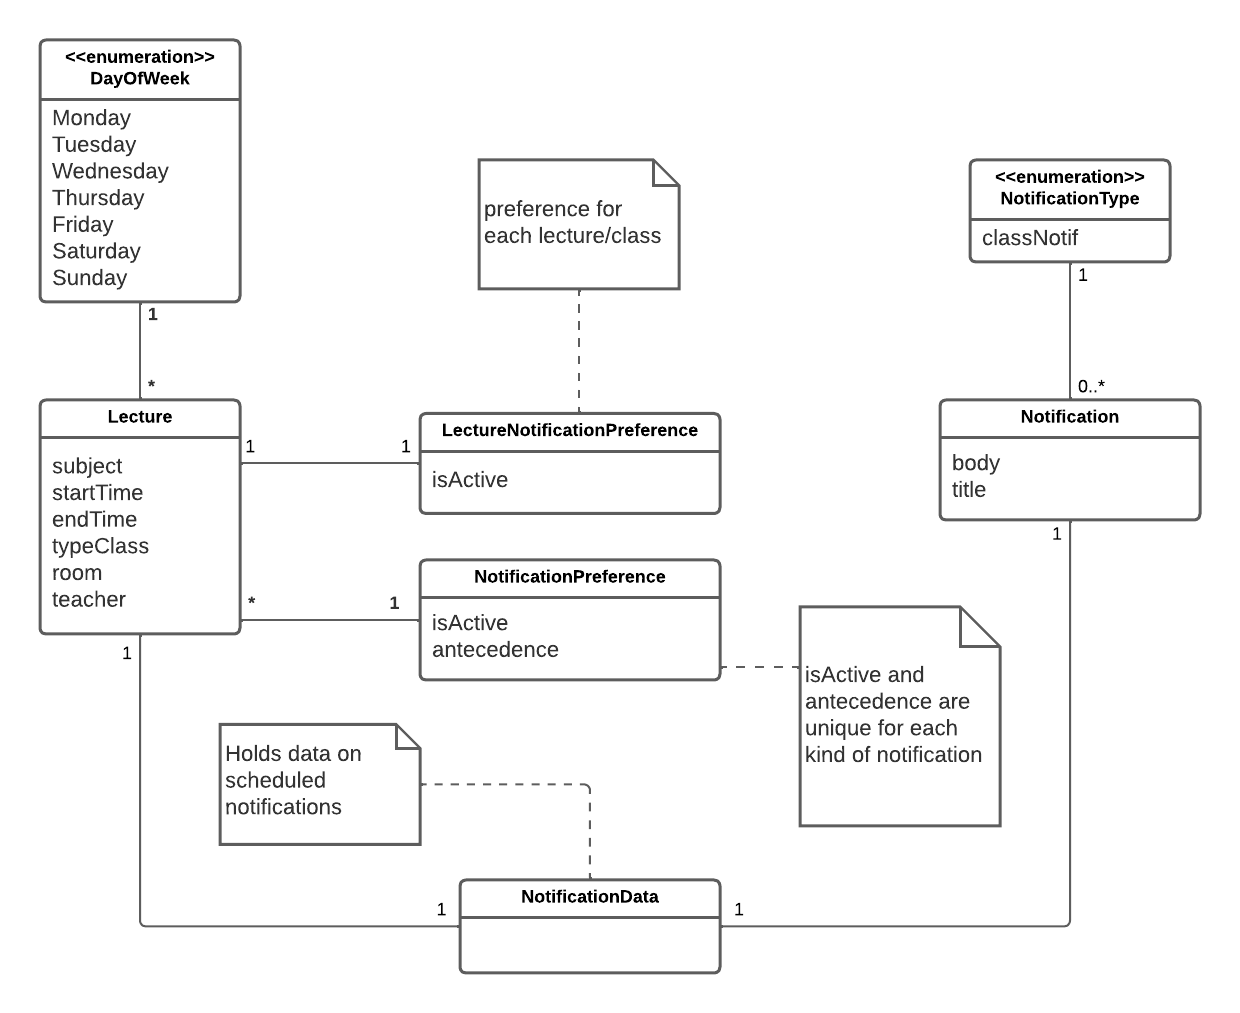 <<enumeration>>
DayOfWeek
Monday
Tuesday
Wednesday
Thursday
Friday
Saturday
Sunday
1
*
preference for
each lecture/class
<<enumeration>>
NotificationType
classNotif
1
0..*
Lecture
subject
startTime
endTime
typeClass
room
teacher
1
1
LectureNotificationPreference
isActive
Notification
body
title
1
*
1
NotificationPreference
isActive
antecedence
isActive and
antecedence are
unique for each
kind of notification
1
Holds data on
scheduled
notifications
1
NotificationData
1